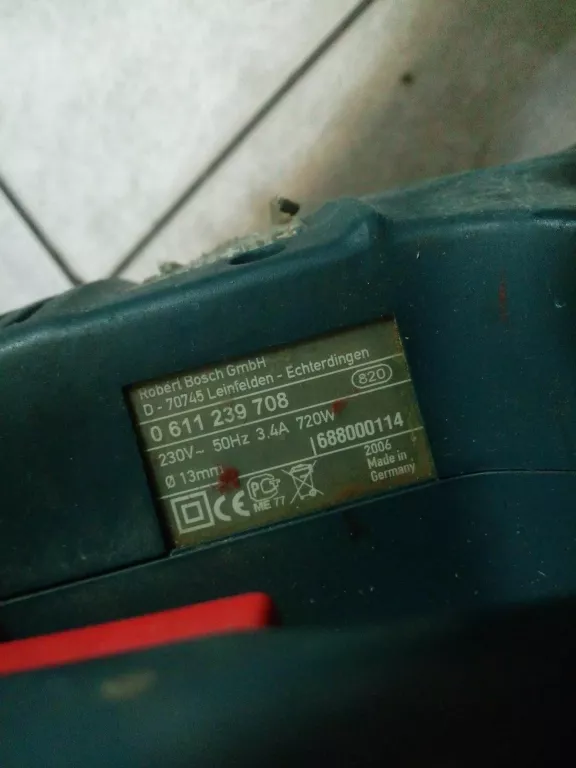 Robert Bosch GmbH
D - 70745 Leinfelden - Echterdingen
0 611 239 708
820
230V~ 50Hz 3.4A 720W
Ø 13mm
688000114
2006
Made in
Germany
CE
PG
ME 77